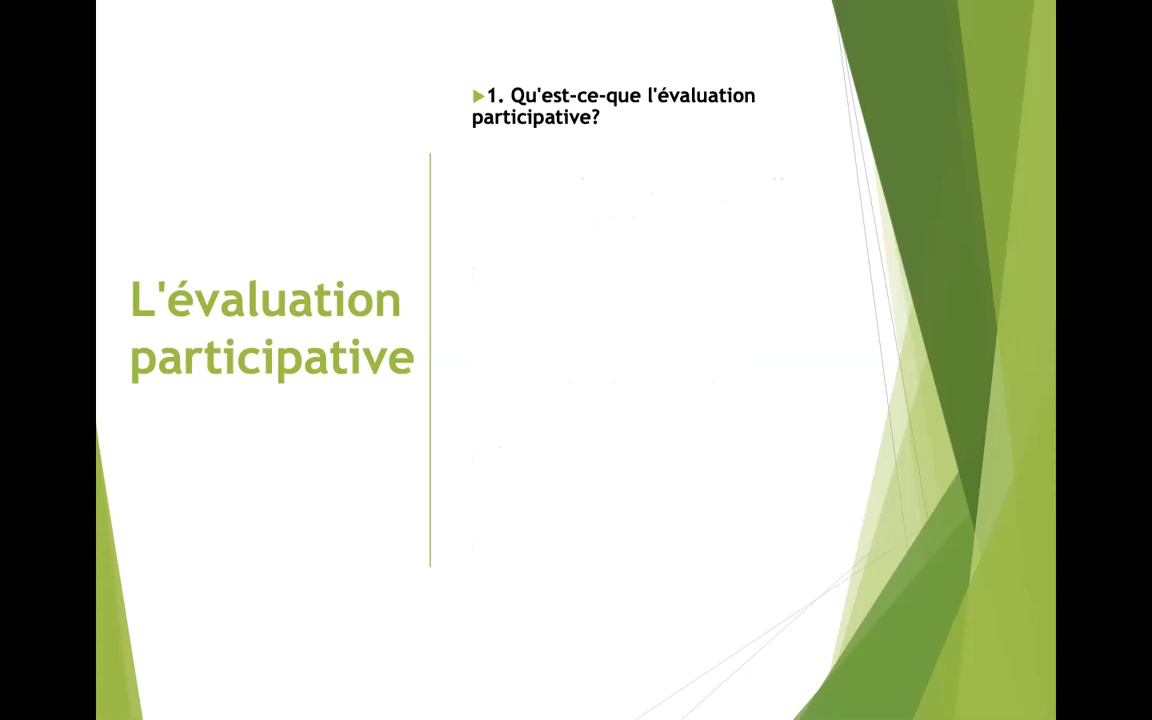 L'évaluation
participative
1. Qu'est-ce-que l'évaluation
participative?